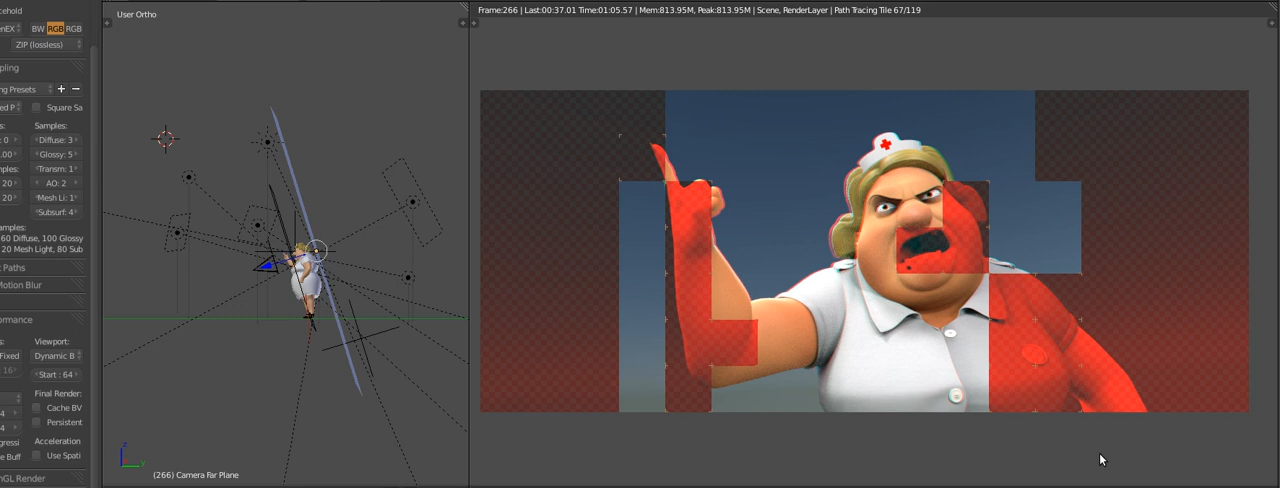 cehold
enEX
BW RGB RGB
ZIP (lossless)
pling
ng Presets
ed P
Square Sa
s:
Samples:
: 0
Diffuse: 3
.00
Glossy: 5
mples:
Transm: 1
20
AO: 2
20
Mesh Li: 1
Subsurf: 4
amples:
60 Diffuse, 100 Glossy
20 Mesh Light, 80 Sub
t Paths
Motion Blur
ormance
s:
Viewport:
Fixed
Dynamic B
16
Start : 64
Final Render:
4
Cache BV
4
Persistent
gressi
Acceleration
e Buff
Use Spati
nGL Render
User Ortho
z
y
(266) Camera Far Plane
Frame:266 | Last:00:37.01 Time:01:05.57 | Mem:813.95M, Peak:813.95M | Scene, RenderLayer | Path Tracing Tile 67/119